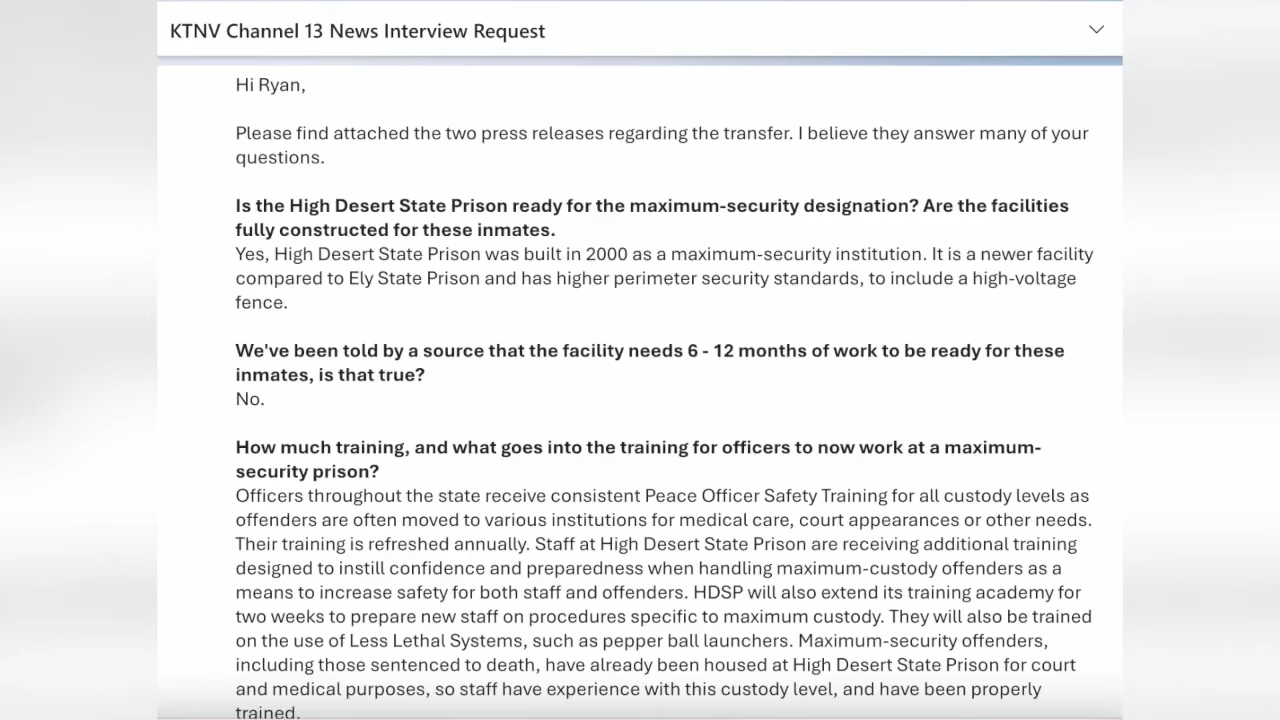 KTNV Channel 13 News Interview Request
Hi Ryan,
Please find attached the two press releases regarding the transfer. I believe they answer many of your
questions.
Is the High Desert State Prison ready for the maximum-security designation? Are the facilities
fully constructed for these inmates.
Yes, High Desert State Prison was built in 2000 as a maximum-security institution. It is a newer facility
compared to Ely State Prison and has higher perimeter security standards, to include a high-voltage
fence.
We've been told by a source that the facility needs 6 - 12 months of work to be ready for these
inmates, is that true?
No.
How much training, and what goes into the training for officers to now work at a maximum-
security prison?
Officers throughout the state receive consistent Peace Officer Safety Training for all custody levels as
offenders are often moved to various institutions for medical care, court appearances or other needs.
Their training is refreshed annually. Staff at High Desert State Prison are receiving additional training
designed to instill confidence and preparedness when handling maximum-custody offenders as a
means to increase safety for both staff and offenders. HDSP will also extend its training academy for
two weeks to prepare new staff on procedures specific to maximum custody. They will also be trained
on the use of Less Lethal Systems, such as pepper ball launchers. Maximum-security offenders,
including those sentenced to death, have already been housed at High Desert State Prison for court
and medical purposes, so staff have experience with this custody level, and have been properly
trained.